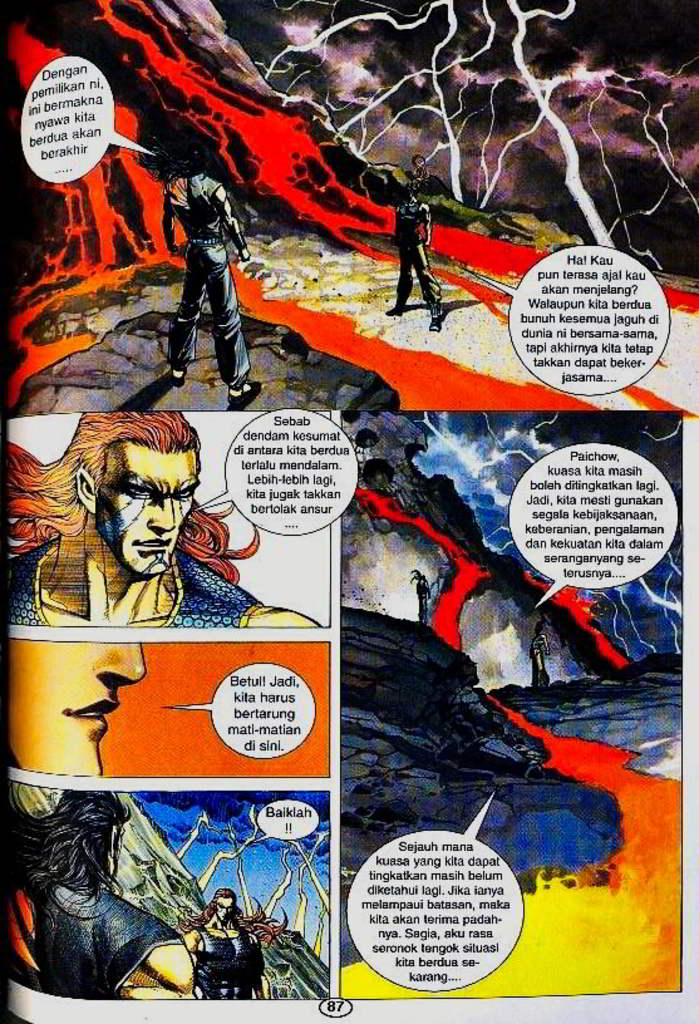 Dengan
pemilikan ni,
ini bermakna
nyawa kita
berdua akan
berakhir
.....
Ha! Kau
pun terasa ajal kau
akan menjelang?
Walaupun kita berdua
bunuh kesemua jaguh di
dunia ni bersama-sama,
tapi akhirnya kita tetap
takkan dapat beker-
jasama....
Sebab
dendam kesumat
di antara kita berdua
terlalu mendalam.
Lebih-lebih lagi,
kita jugak takkan
bertolak ansur
....
Betul! Jadi,
kita harus
bertarung
mati-matian
di sini.
Baiklah
!!
Paichow,
kuasa kita masih
boleh ditingkatkan lagi.
Jadi, kita mesti gunakan
segala kebijaksanaan,
keberanian, pengalaman
dan kekuatan kita dalam
serangannya se-
terusnya....
Sejauh mana
kuasa yang kita dapat
tingkatkan masih belum
diketahui lagi. Jika ianya
melampaui batasan, maka
kita akan terima padah-
nya. Sagia, aku rasa
seronok tengok situasi
kita berdua se-
karang....
87